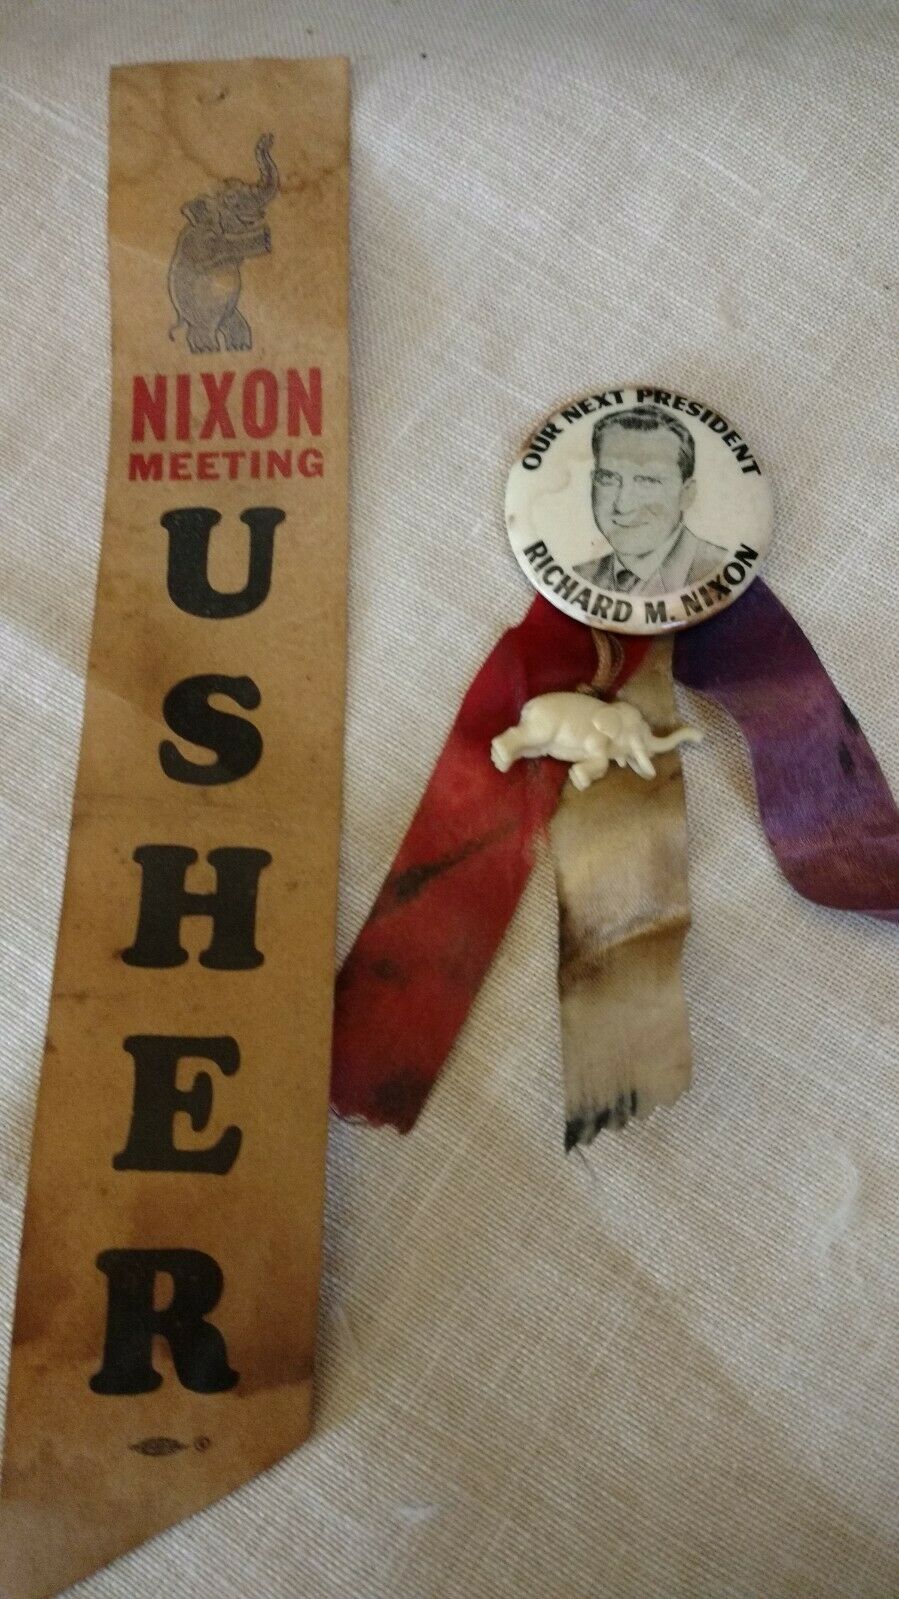 NIXON
MEETING
U
S
H
E
R
OUR NEXT PRESIDENT
RICHARD M. NIXON